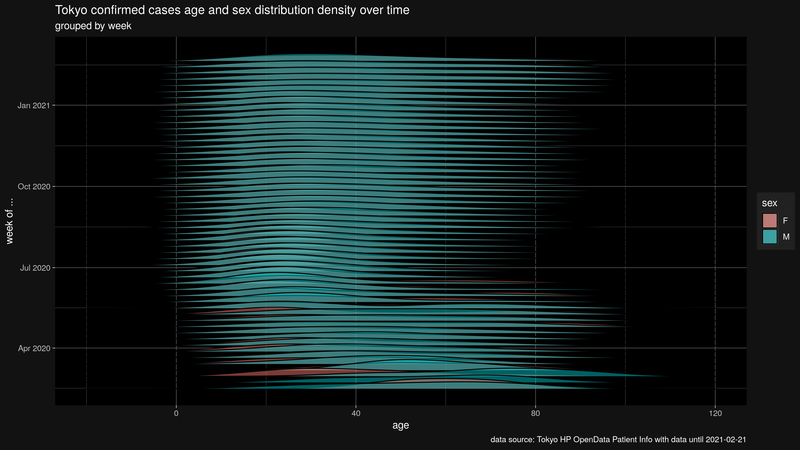 Tokyo confirmed cases age and sex distribution density over time
grouped by week
Jan 2021
Oct 2020
Jul 2020
Apr 2020
week of ...
0
40
80
120
age
sex
F
M
data source: Tokyo HP OpenData Patient Info with data until 2021-02-21